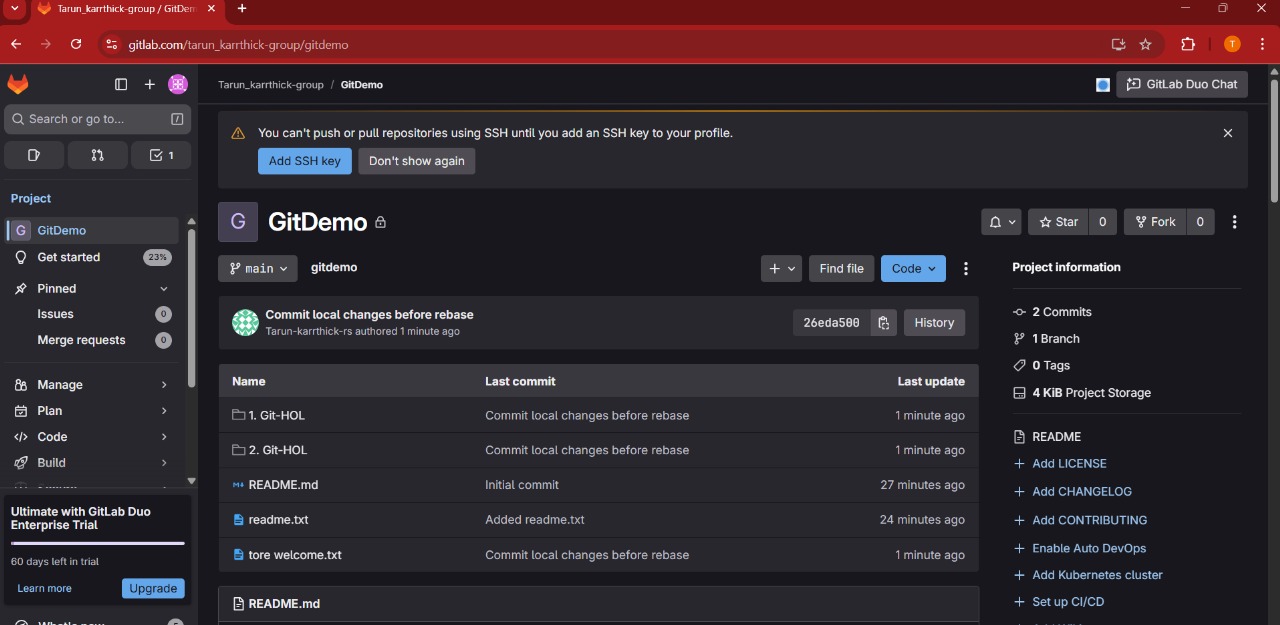 Tarun_karrthick-group / GitDem
gitlab.com/tarun_karrthick-group/gitdemo
T
Tarun_karrthick-group / GitDemo
GitLab Duo Chat
Search or go to...
/
1
You can't push or pull repositories using SSH until you add an SSH key to your profile.
Add SSH key
Don't show again
Project
G GitDemo
Get started 23%
Pinned
Issues 0
Merge requests 0
Manage
Plan
Code
Build
Ultimate with GitLab Duo
Enterprise Trial
60 days left in trial
Learn more
Upgrade
What's new
G GitDemo
Star 0
Fork 0
main
gitdemo
Find file
Code
Commit local changes before rebase
Tarun-karrthick-rs authored 1 minute ago
26eda500
History
Name Last commit Last update
1. Git-HOL Commit local changes before rebase 1 minute ago
2. Git-HOL Commit local changes before rebase 1 minute ago
README.md Initial commit 27 minutes ago
readme.txt Added readme.txt 24 minutes ago
tore welcome.txt Commit local changes before rebase 1 minute ago
README.md
Project information
2 Commits
1 Branch
0 Tags
4 KiB Project Storage
README
Add LICENSE
Add CHANGELOG
Add CONTRIBUTING
Enable Auto DevOps
Add Kubernetes cluster
Set up CI/CD